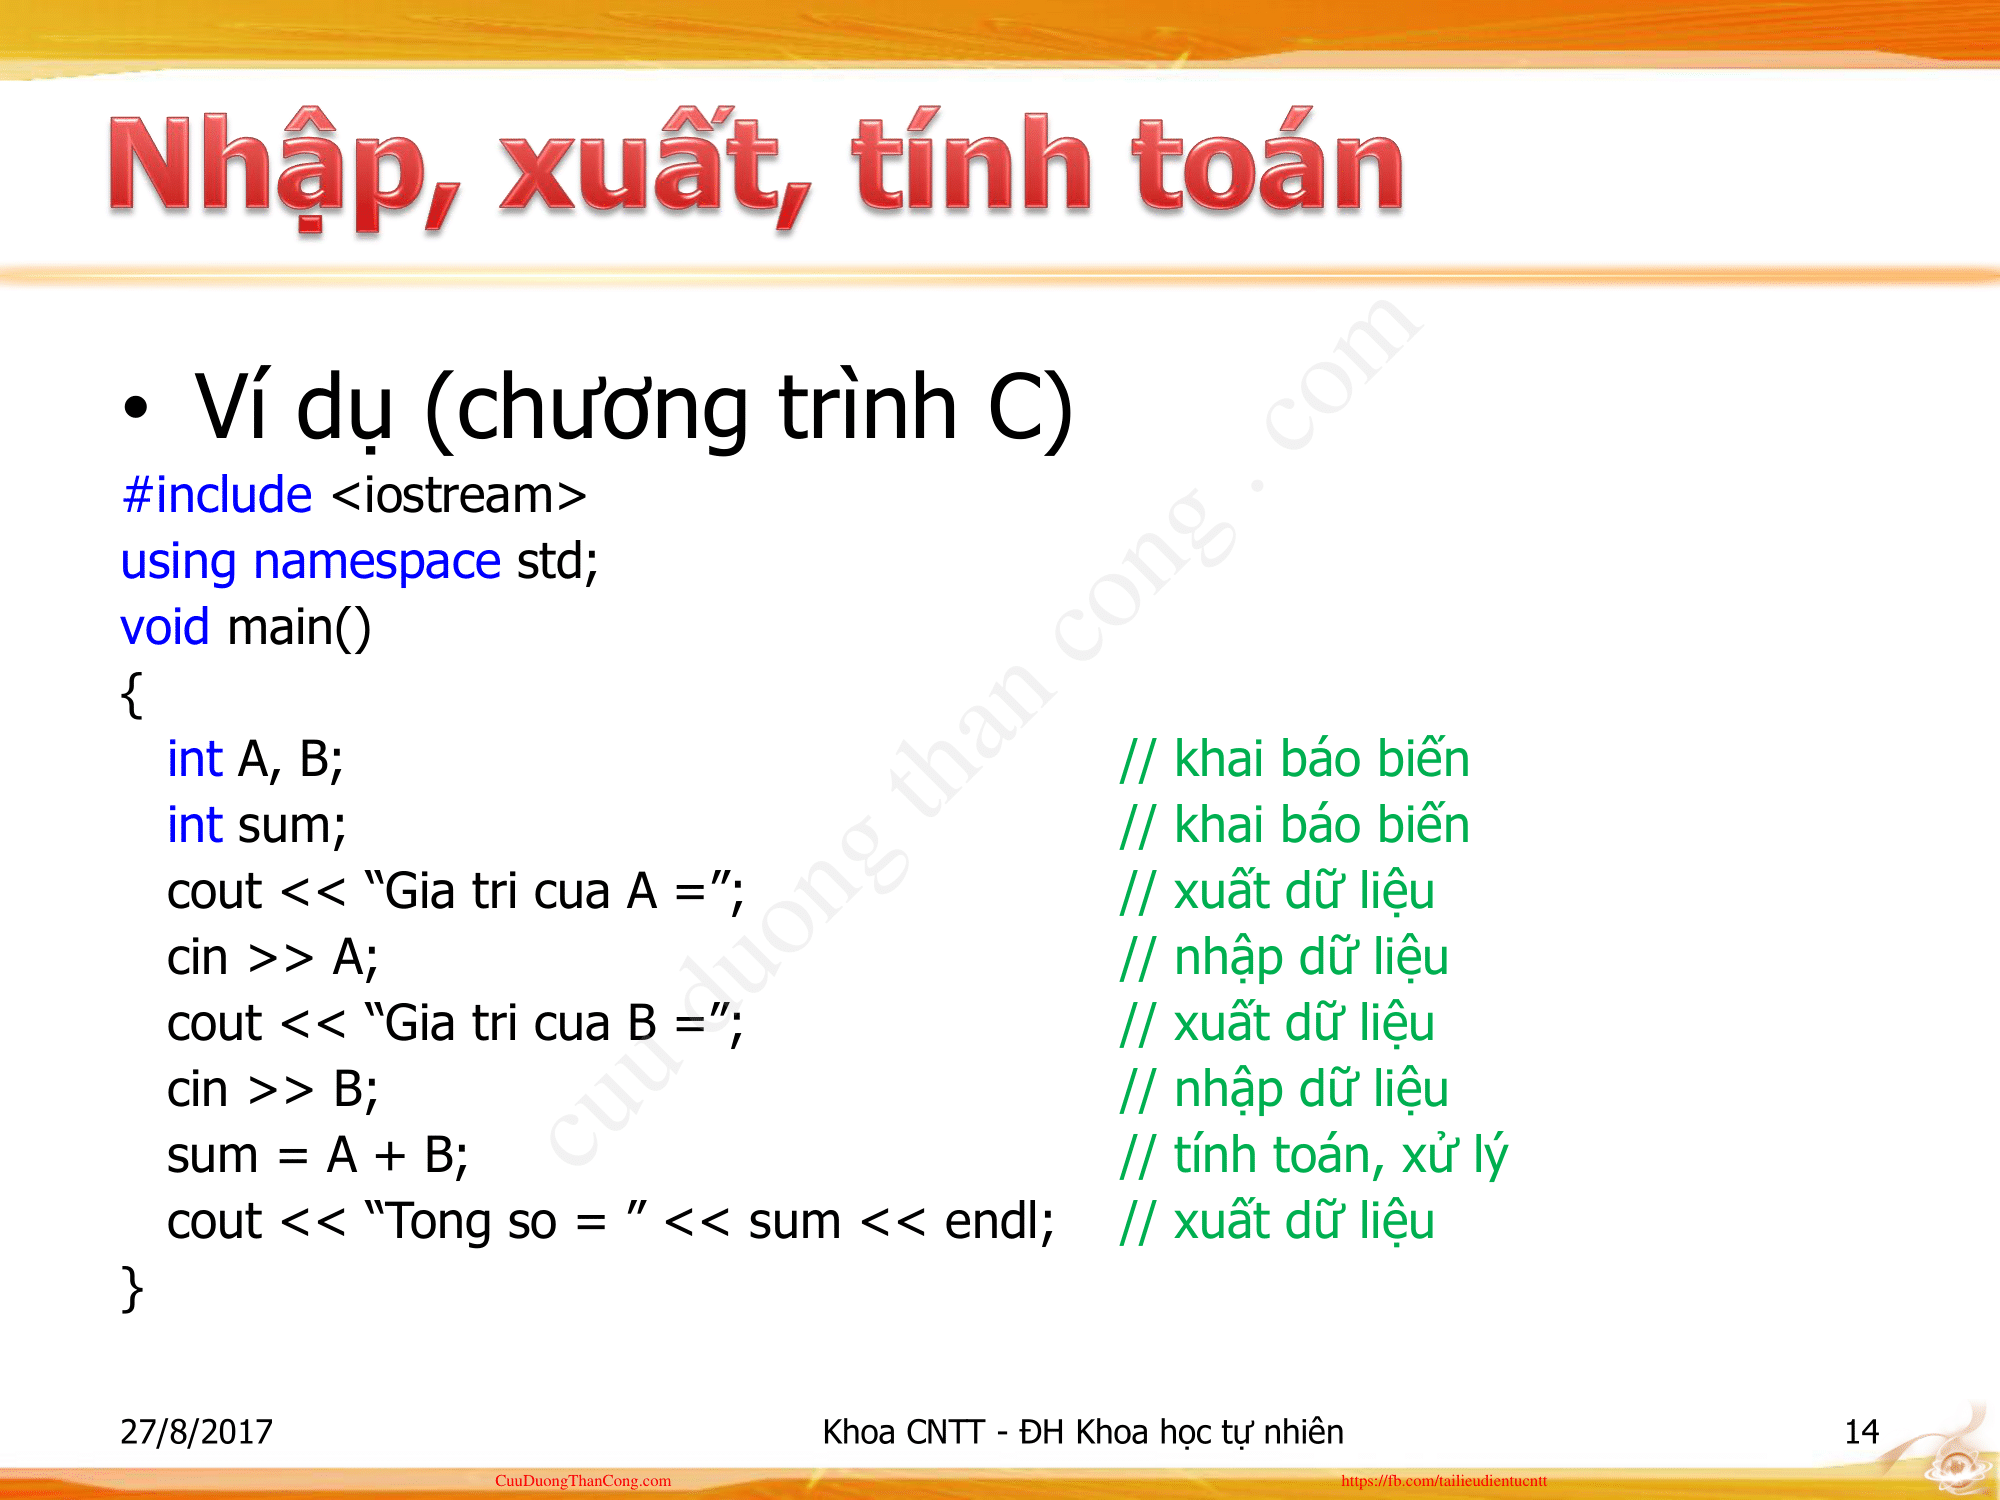 Nhập, xuất, tính toán
• Ví dụ (chương trình C)
#include <iostream>
using namespace std;
void main()
{
int A, B; // khai báo biến
int sum; // khai báo biến
cout << “Gia tri cua A =”; // xuất dữ liệu
cin >> A; // nhập dữ liệu
cout << “Gia tri cua B =”; // xuất dữ liệu
cin >> B; // nhập dữ liệu
sum = A + B; // tính toán, xử lý
cout << “Tong so = ” << sum << endl; // xuất dữ liệu
}
cuu duong than cong . com
27/8/2017 Khoa CNTT - ĐH Khoa học tự nhiên 14
CuuDuongThanCong.com https://fb.com/tailieudientucntt